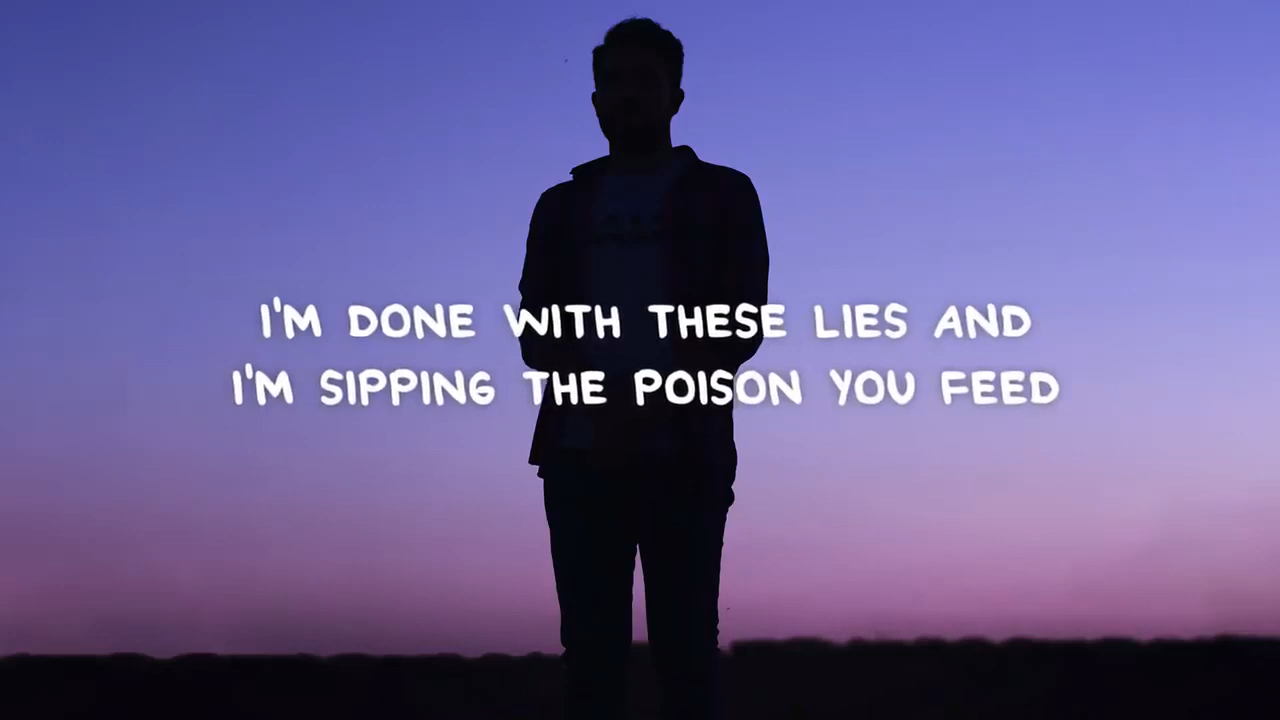 I'M DONE WITH THESE LIES AND
I'M SIPPING THE POISON YOU FEED